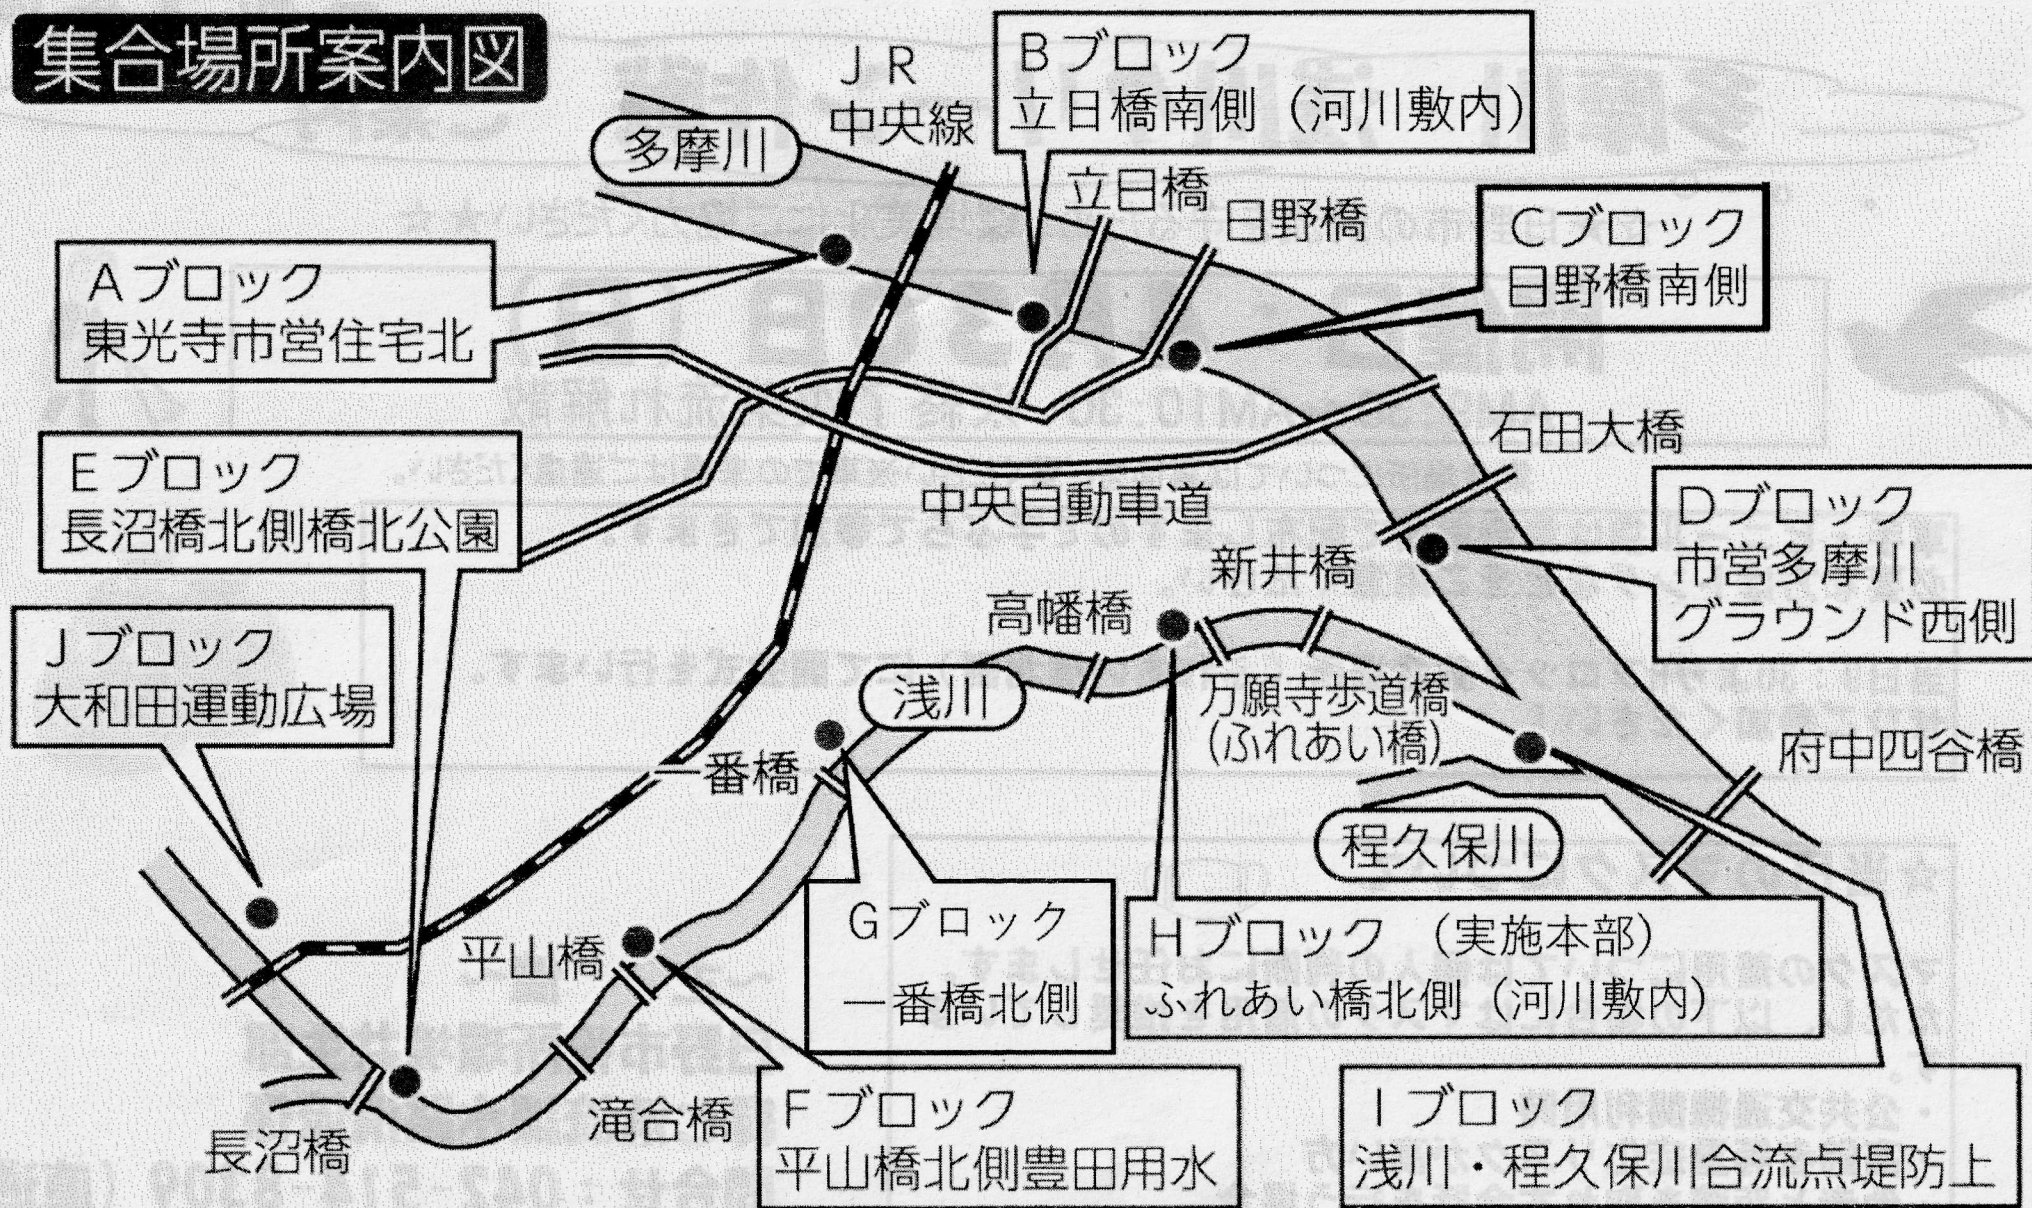 集合場所案内図
JR
中央線
多摩川
Bブロック
立日橋南側（河川敷内）
立日橋
日野橋
Cブロック
日野橋南側
Aブロック
東光寺市営住宅北
石田大橋
Eブロック
長沼橋北側橋北公園
中央自動車道
Dブロック
市営多摩川
グラウンド西側
新井橋
高幡橋
Jブロック
大和田運動広場
浅川
万願寺歩道橋
(ふれあい橋)
府中四谷橋
一番橋
程久保川
Gブロック
一番橋北側
Hブロック（実施本部）
ふれあい橋北側（河川敷内）
平山橋
滝合橋
長沼橋
Fブロック
平山橋北側豊田用水
Iブロック
浅川・程久保川合流点堤防上